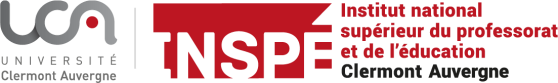 UCA
UNIVERSITÉ
Clermont Auvergne
INSPÉ
Institut national
supérieur du professorat
et de l'éducation
Clermont Auvergne